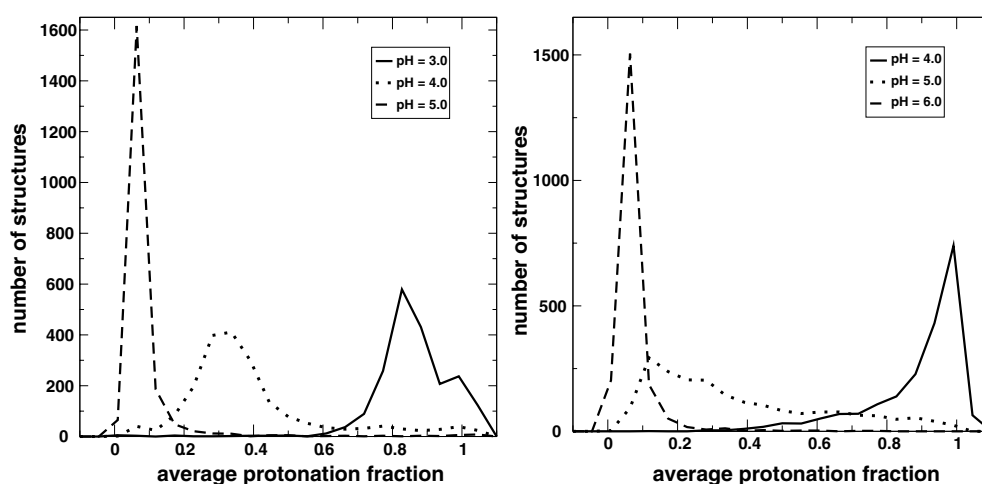 number of structures
1600
1400
1200
1000
800
600
400
200
0
0
0.2
0.4
0.6
0.8
1
average protonation fraction
pH = 3.0
pH = 4.0
pH = 5.0
number of structures
1500
1000
500
0
0
0.2
0.4
0.6
0.8
1
average protonation fraction
pH = 4.0
pH = 5.0
pH = 6.0